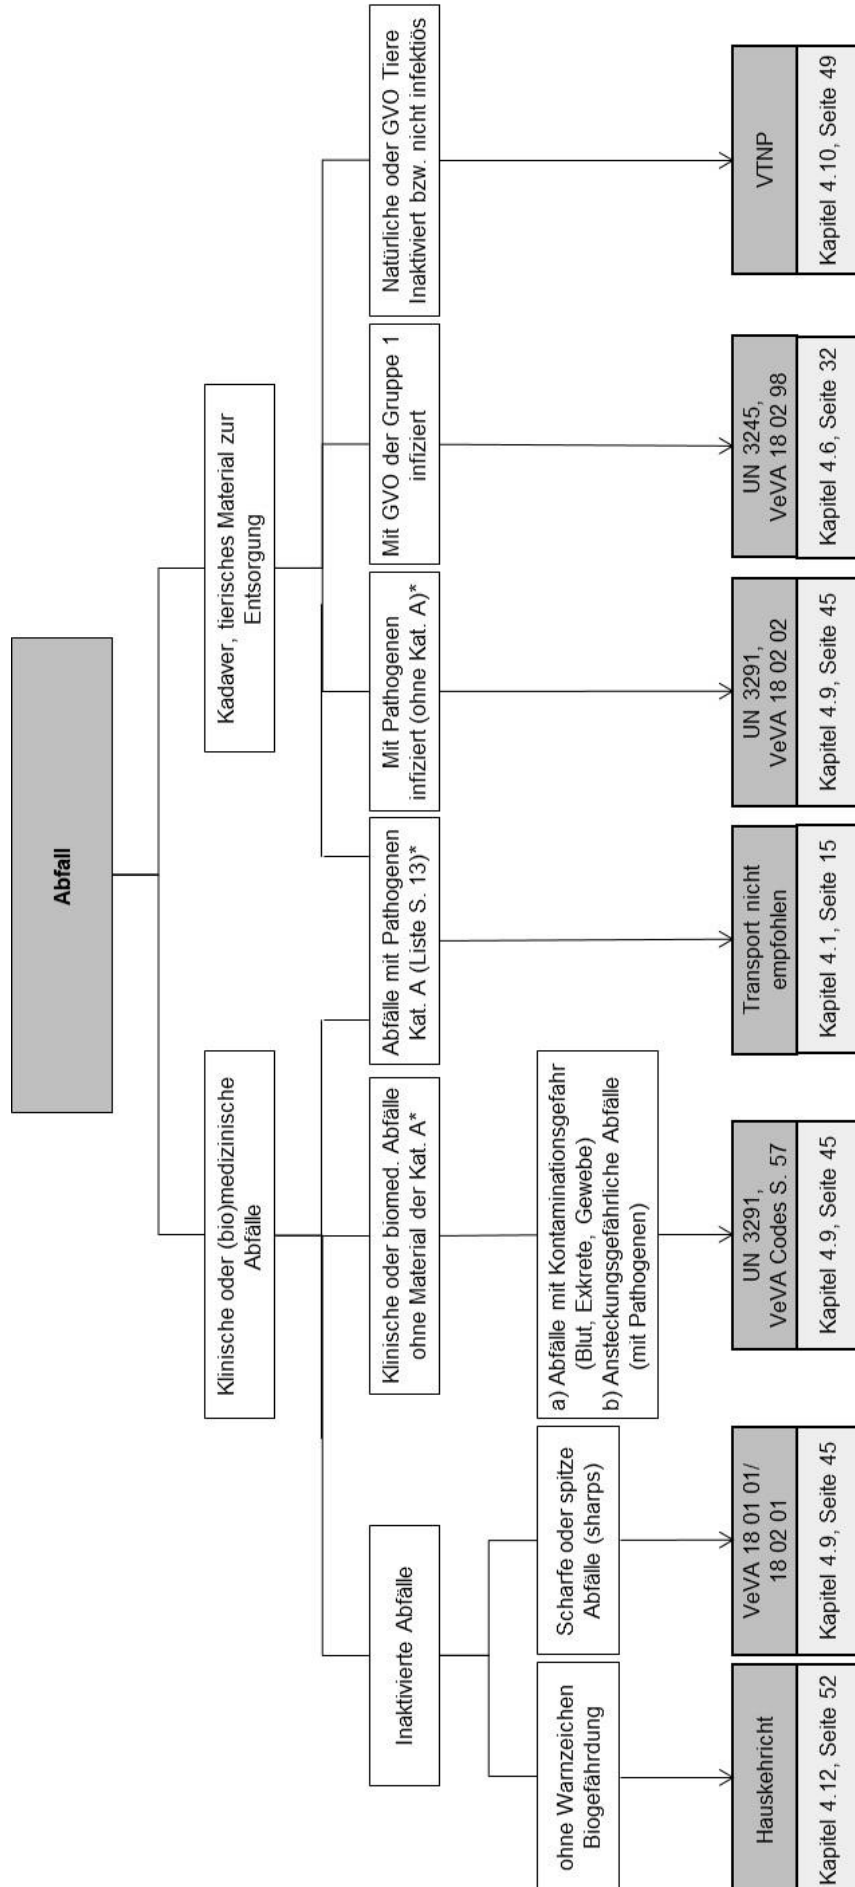 Abfall
Klinische oder (bio)medizinische
Abfälle
Kadaver, tierisches Material zur
Entsorgung
Inaktivierte Abfälle
Klinische oder biomed. Abfälle
ohne Material der Kat. A*
Abfälle mit Pathogenen
Kat. A (Liste S. 13)*
Mit Pathogenen
infiziert (ohne Kat. A)*
Mit GVO der Gruppe 1
infiziert
Natürliche oder GVO Tiere
Inaktiviert bzw. nicht infektiös
ohne Warnzeichen
Biogefährdung
Scharfe oder spitze
Abfälle (sharps)
a) Abfälle mit Kontaminationsgefahr
(Blut, Exkrete, Gewebe)
b) Ansteckungsgefährliche Abfälle
(mit Pathogenen)
Hauskehricht
Kapitel 4.12, Seite 52
VeVA 18 01 01/
18 02 01
Kapitel 4.9, Seite 45
UN 3291,
VeVA Codes S. 57
Kapitel 4.9, Seite 45
Transport nicht
empfohlen
Kapitel 4.1, Seite 15
UN 3291,
VeVA 18 02 02
Kapitel 4.9, Seite 45
UN 3245,
VeVA 18 02 98
Kapitel 4.6, Seite 32
VTNP
Kapitel 4.10, Seite 49